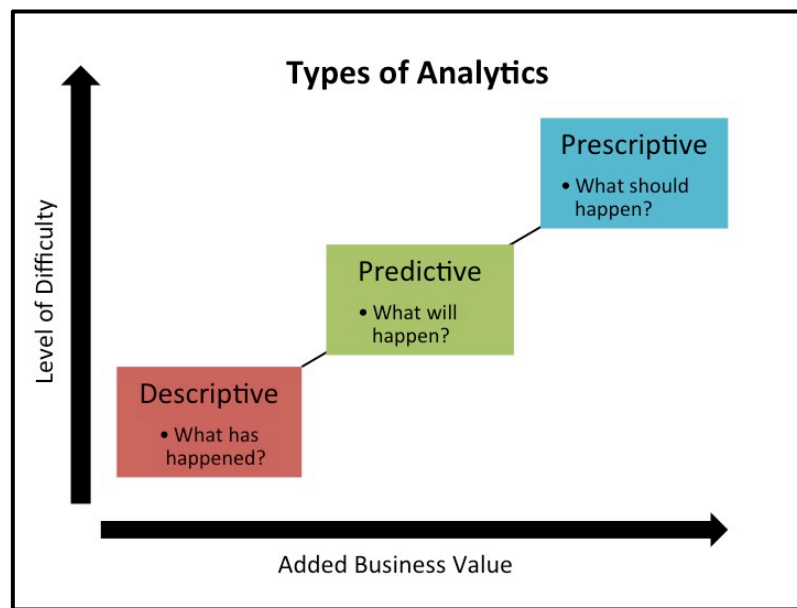 Types of Analytics
Prescriptive
• What should
happen?
Predictive
• What will
happen?
Descriptive
• What has
happened?
Level of Difficulty
Added Business Value